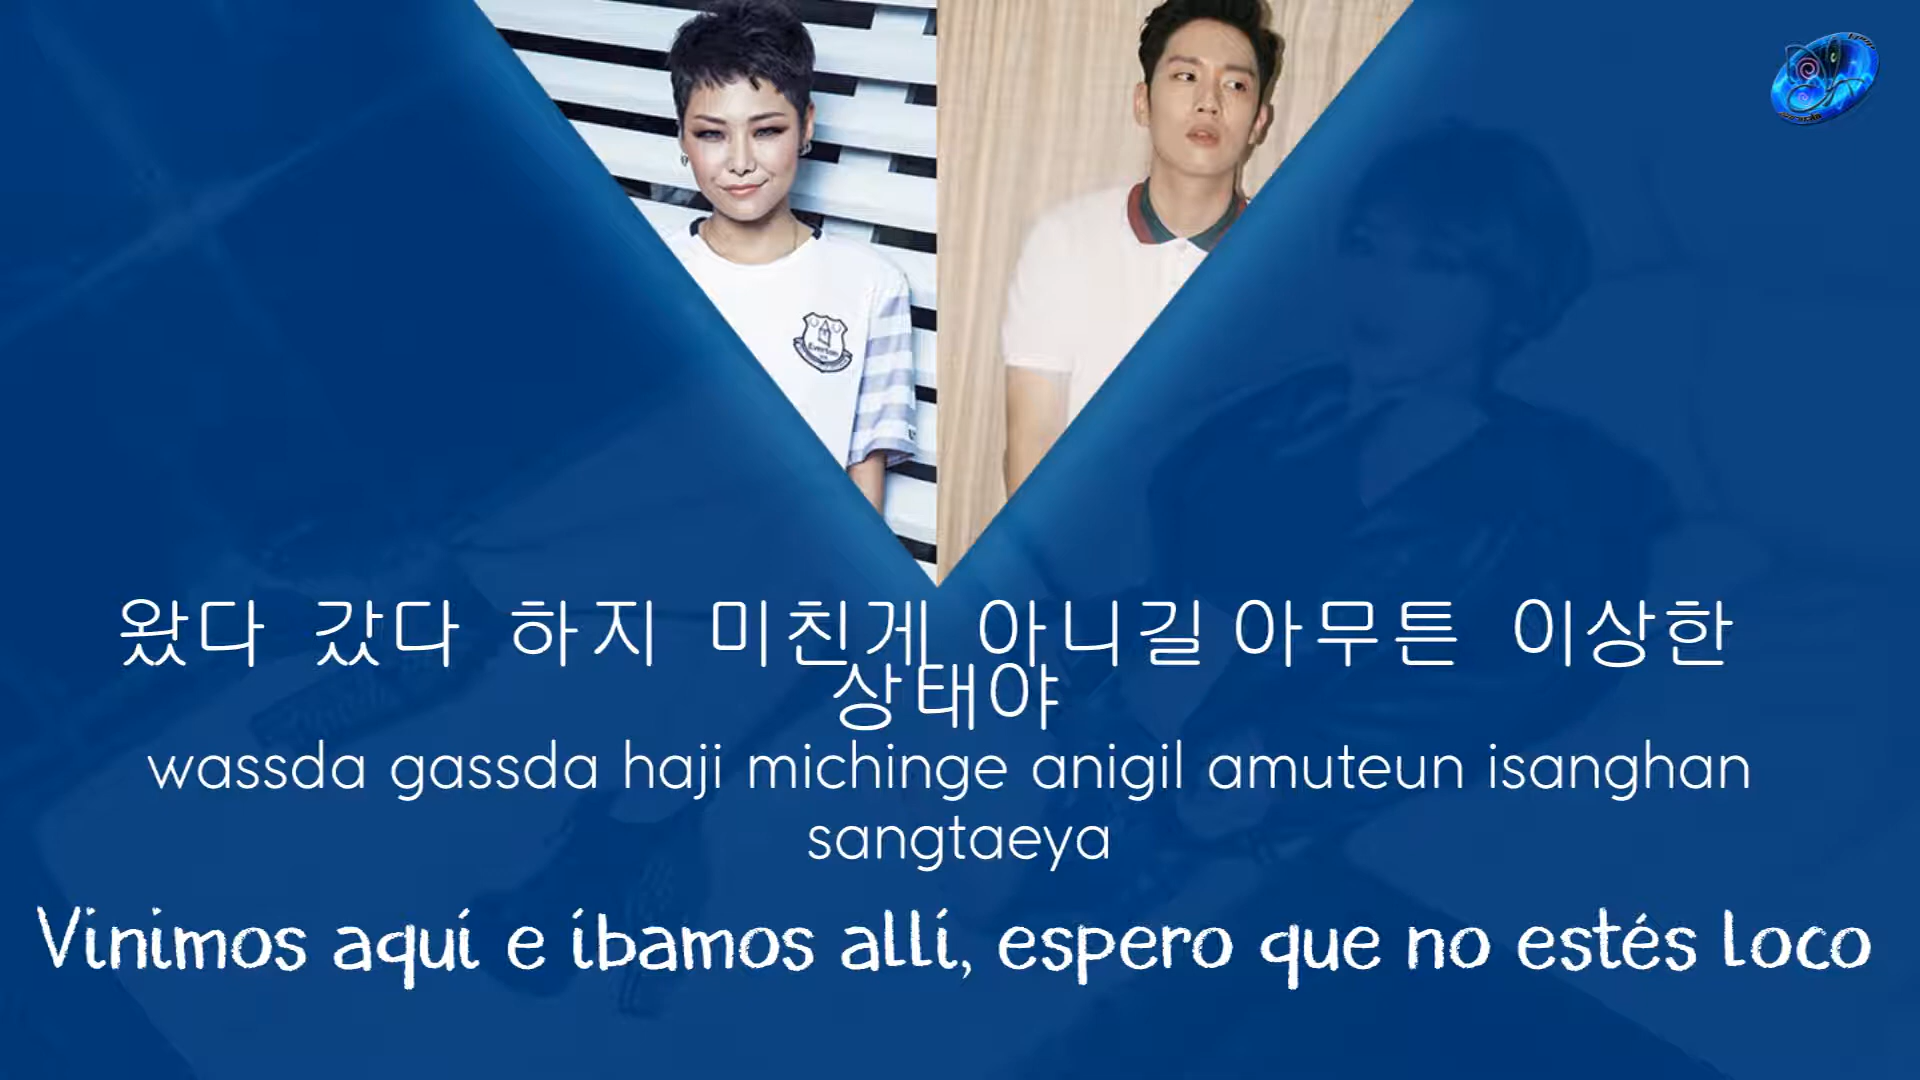 Everton
왔다 갔다 하지 미친게 아니길 아무튼 이상한
상태야
wassda gassda haji michinge anigil amuteun isanghan
sangtaeya
Vinimos aquí e íbamos allí, espero que no estés loco